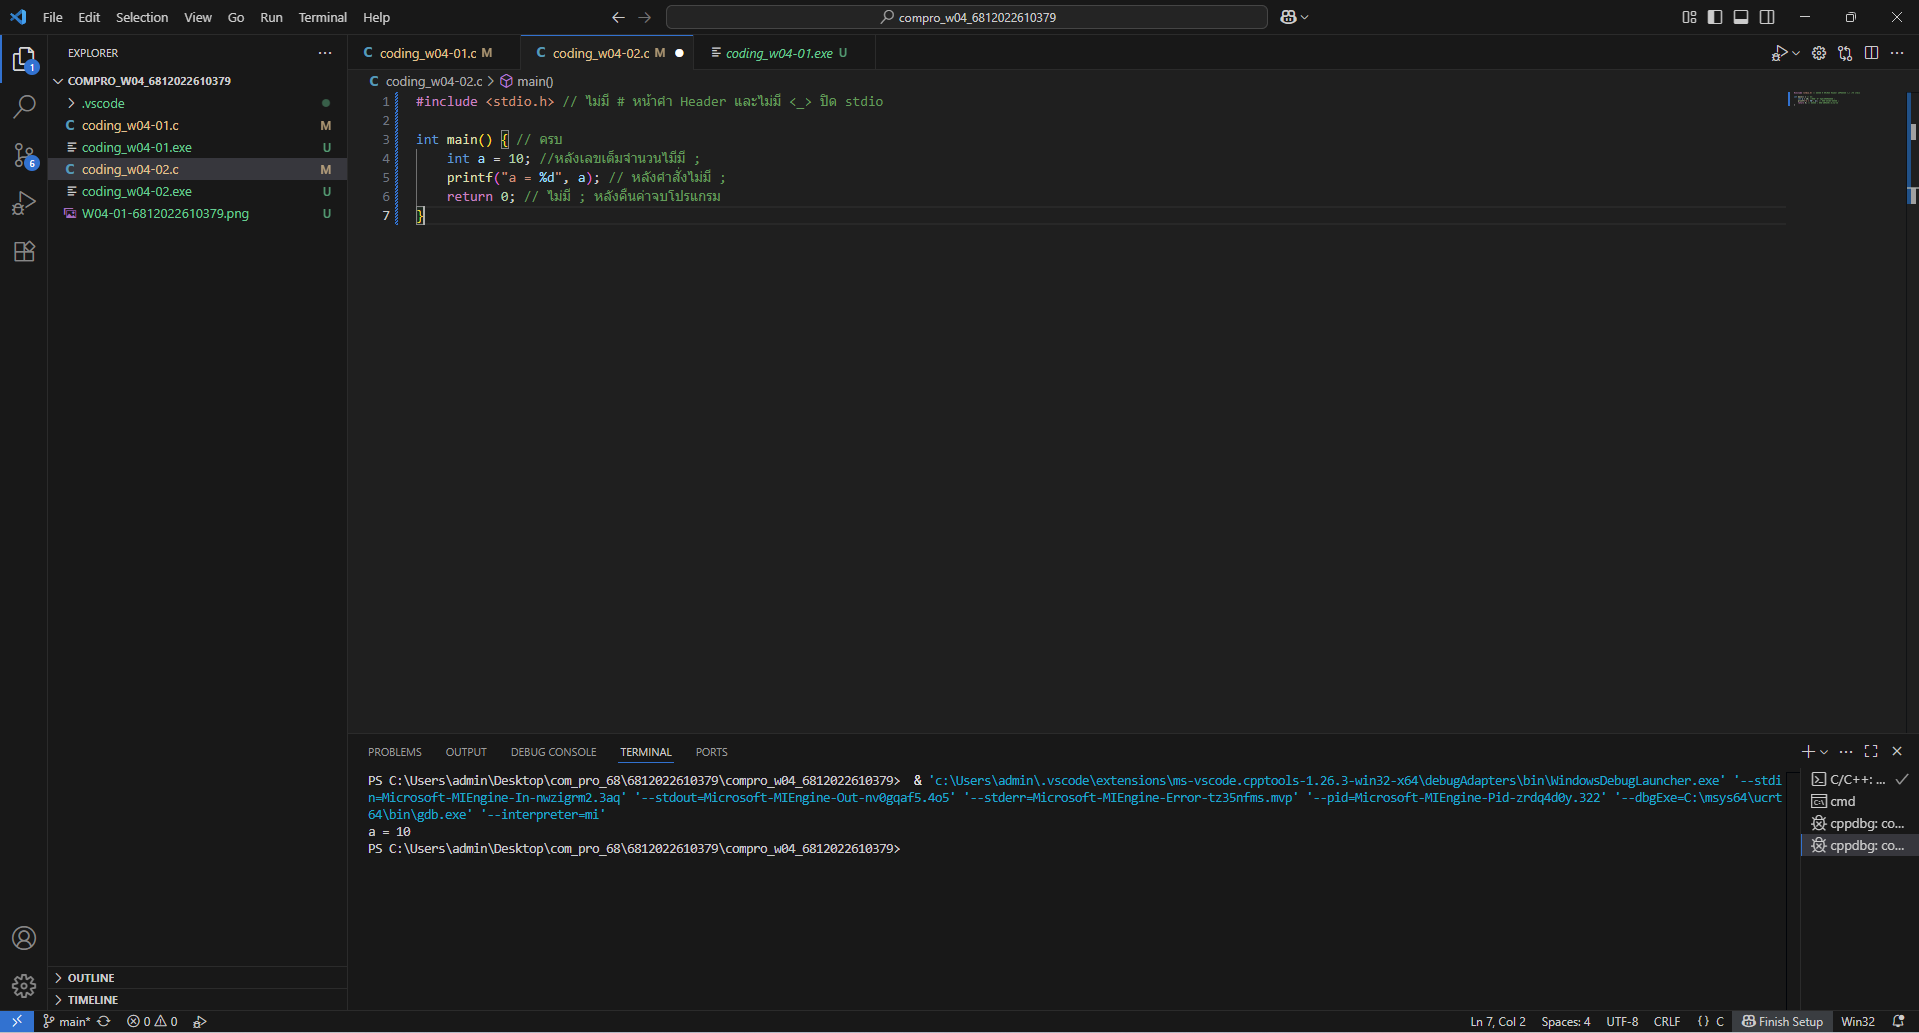 File Edit Selection View Go Run Terminal Help
compro_w04_6812022610379
EXPLORER
COMPRO_W04_6812022610379
.vscode
coding_w04-01.c M
coding_w04-01.exe U
coding_w04-02.c M
coding_w04-02.exe U
W04-01-6812022610379.png U
1
6
OUTLINE
TIMELINE
coding_w04-01.c M
coding_w04-02.c M
coding_w04-01.exe U
coding_w04-02.c > main()
1 #include <stdio.h> // ไม่มี # หน้าคำ Header และไม่มี <_> ปิด stdio
2
3 int main() { // ครบ
4 int a = 10; //หลังเลขเต็มจำนวนไม่มี ;
5 printf("a = %d", a); // หลังคำสั่งไม่มี ;
6 return 0; // ไม่มี ; หลังคืนค่าจบโปรแกรม
7 }
PROBLEMS OUTPUT DEBUG CONSOLE TERMINAL PORTS
PS C:\Users\admin\Desktop\com_pro_68\6812022610379\compro_w04_6812022610379> & 'c:\Users\admin\.vscode\extensions\ms-vscode.cpptools-1.26.3-win32-x64\debugAdapters\bin\WindowsDebugLauncher.exe' '--stdi
n=Microsoft-MIEngine-In-nwzigrm2.3aq' '--stdout=Microsoft-MIEngine-Out-nv0gqaf5.4o5' '--stderr=Microsoft-MIEngine-Error-tz35nfms.mvp' '--pid=Microsoft-MIEngine-Pid-zrdq4d0y.322' '--dbgExe=C:\msys64\ucrt
64\bin\gdb.exe' '--interpreter=mi'
a = 10
PS C:\Users\admin\Desktop\com_pro_68\6812022610379\compro_w04_6812022610379>
C/C++: ...
cmd
cppdbg: co...
cppdbg: co...
main* 0 0
Ln 7, Col 2 Spaces: 4 UTF-8 CRLF {} C Finish Setup Win32